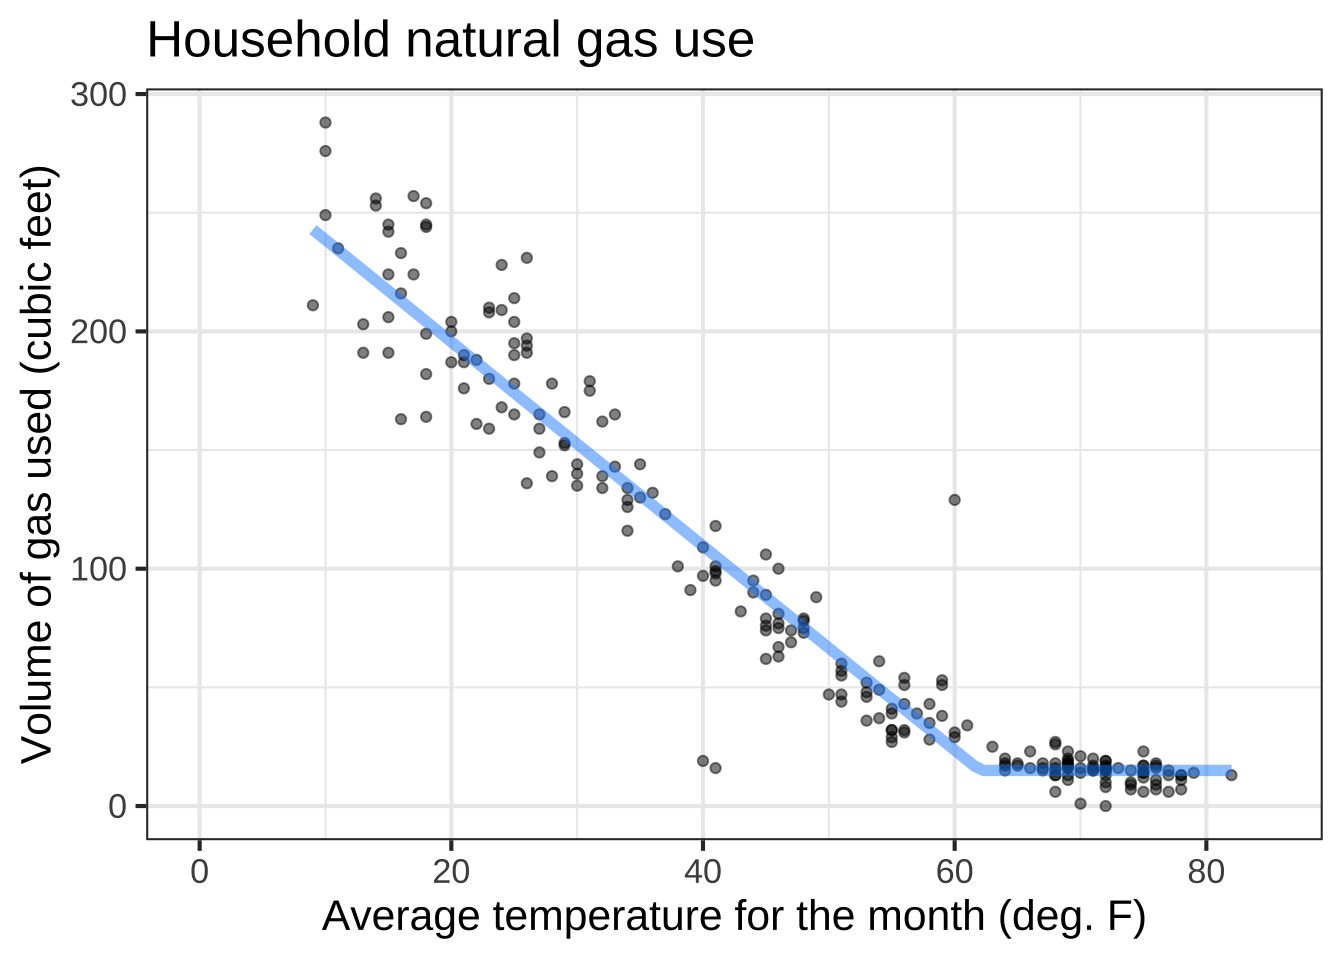 Household natural gas use
300
200
100
0
Volume of gas used (cubic feet)
0 20 40 60 80
Average temperature for the month (deg. F)